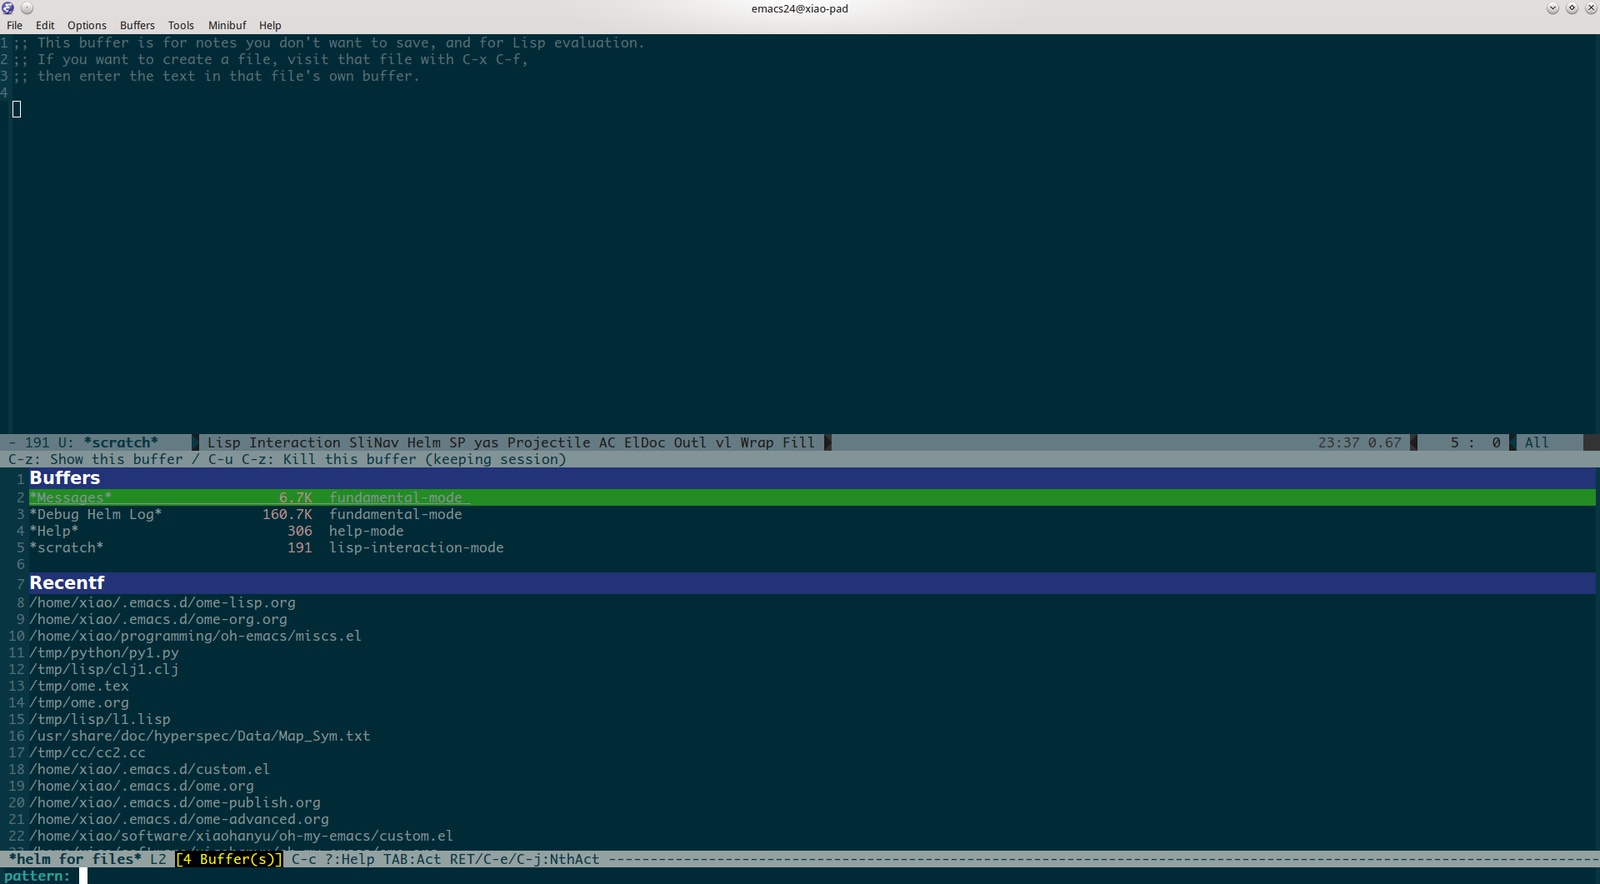 emacs24@xiao-pad
File Edit Options Buffers Tools Minibuf Help
1 ;; This buffer is for notes you don't want to save, and for Lisp evaluation.
2 ;; If you want to create a file, visit that file with C-x C-f,
3 ;; then enter the text in that file's own buffer.
4
- 191 U: *scratch* Lisp Interaction SliNav Helm SP yas Projectile AC ElDoc Outl vl Wrap Fill 23:37 0.67 5 : 0 All
C-z: Show this buffer / C-u C-z: Kill this buffer (keeping session)
1 Buffers
2 *Messages* 6.7K fundamental-mode
3 *Debug Helm Log* 160.7K fundamental-mode
4 *Help* 306 help-mode
5 *scratch* 191 lisp-interaction-mode
6
7 Recentf
8 /home/xiao/.emacs.d/ome-lisp.org
9 /home/xiao/.emacs.d/ome-org.org
10 /home/xiao/programming/oh-emacs/miscs.el
11 /tmp/python/py1.py
12 /tmp/lisp/clj1.clj
13 /tmp/ome.tex
14 /tmp/ome.org
15 /tmp/lisp/l1.lisp
16 /usr/share/doc/hyperspec/Data/Map_Sym.txt
17 /tmp/cc/cc2.cc
18 /home/xiao/.emacs.d/custom.el
19 /home/xiao/.emacs.d/ome.org
20 /home/xiao/.emacs.d/ome-publish.org
21 /home/xiao/.emacs.d/ome-advanced.org
22 /home/xiao/software/xiaohanyu/oh-my-emacs/custom.el
*helm for files* L2 [4 Buffer(s)] C-c ?:Help TAB:Act RET/C-e/C-j:NthAct
pattern: